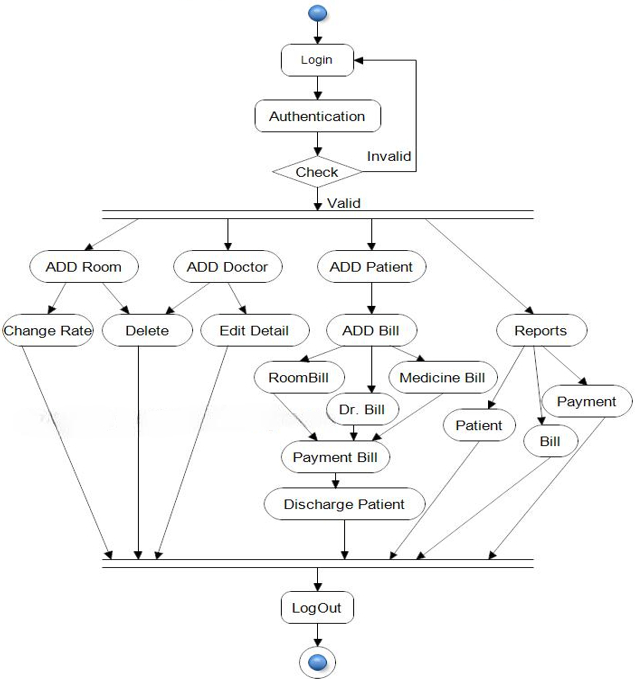 Login
Authentication
Invalid
Check
Valid
ADD Room
ADD Doctor
ADD Patient
Change Rate
Delete
Edit Detail
ADD Bill
Reports
RoomBill
Medicine Bill
Payment
Dr. Bill
Patient
Bill
Payment Bill
Discharge Patient
LogOut